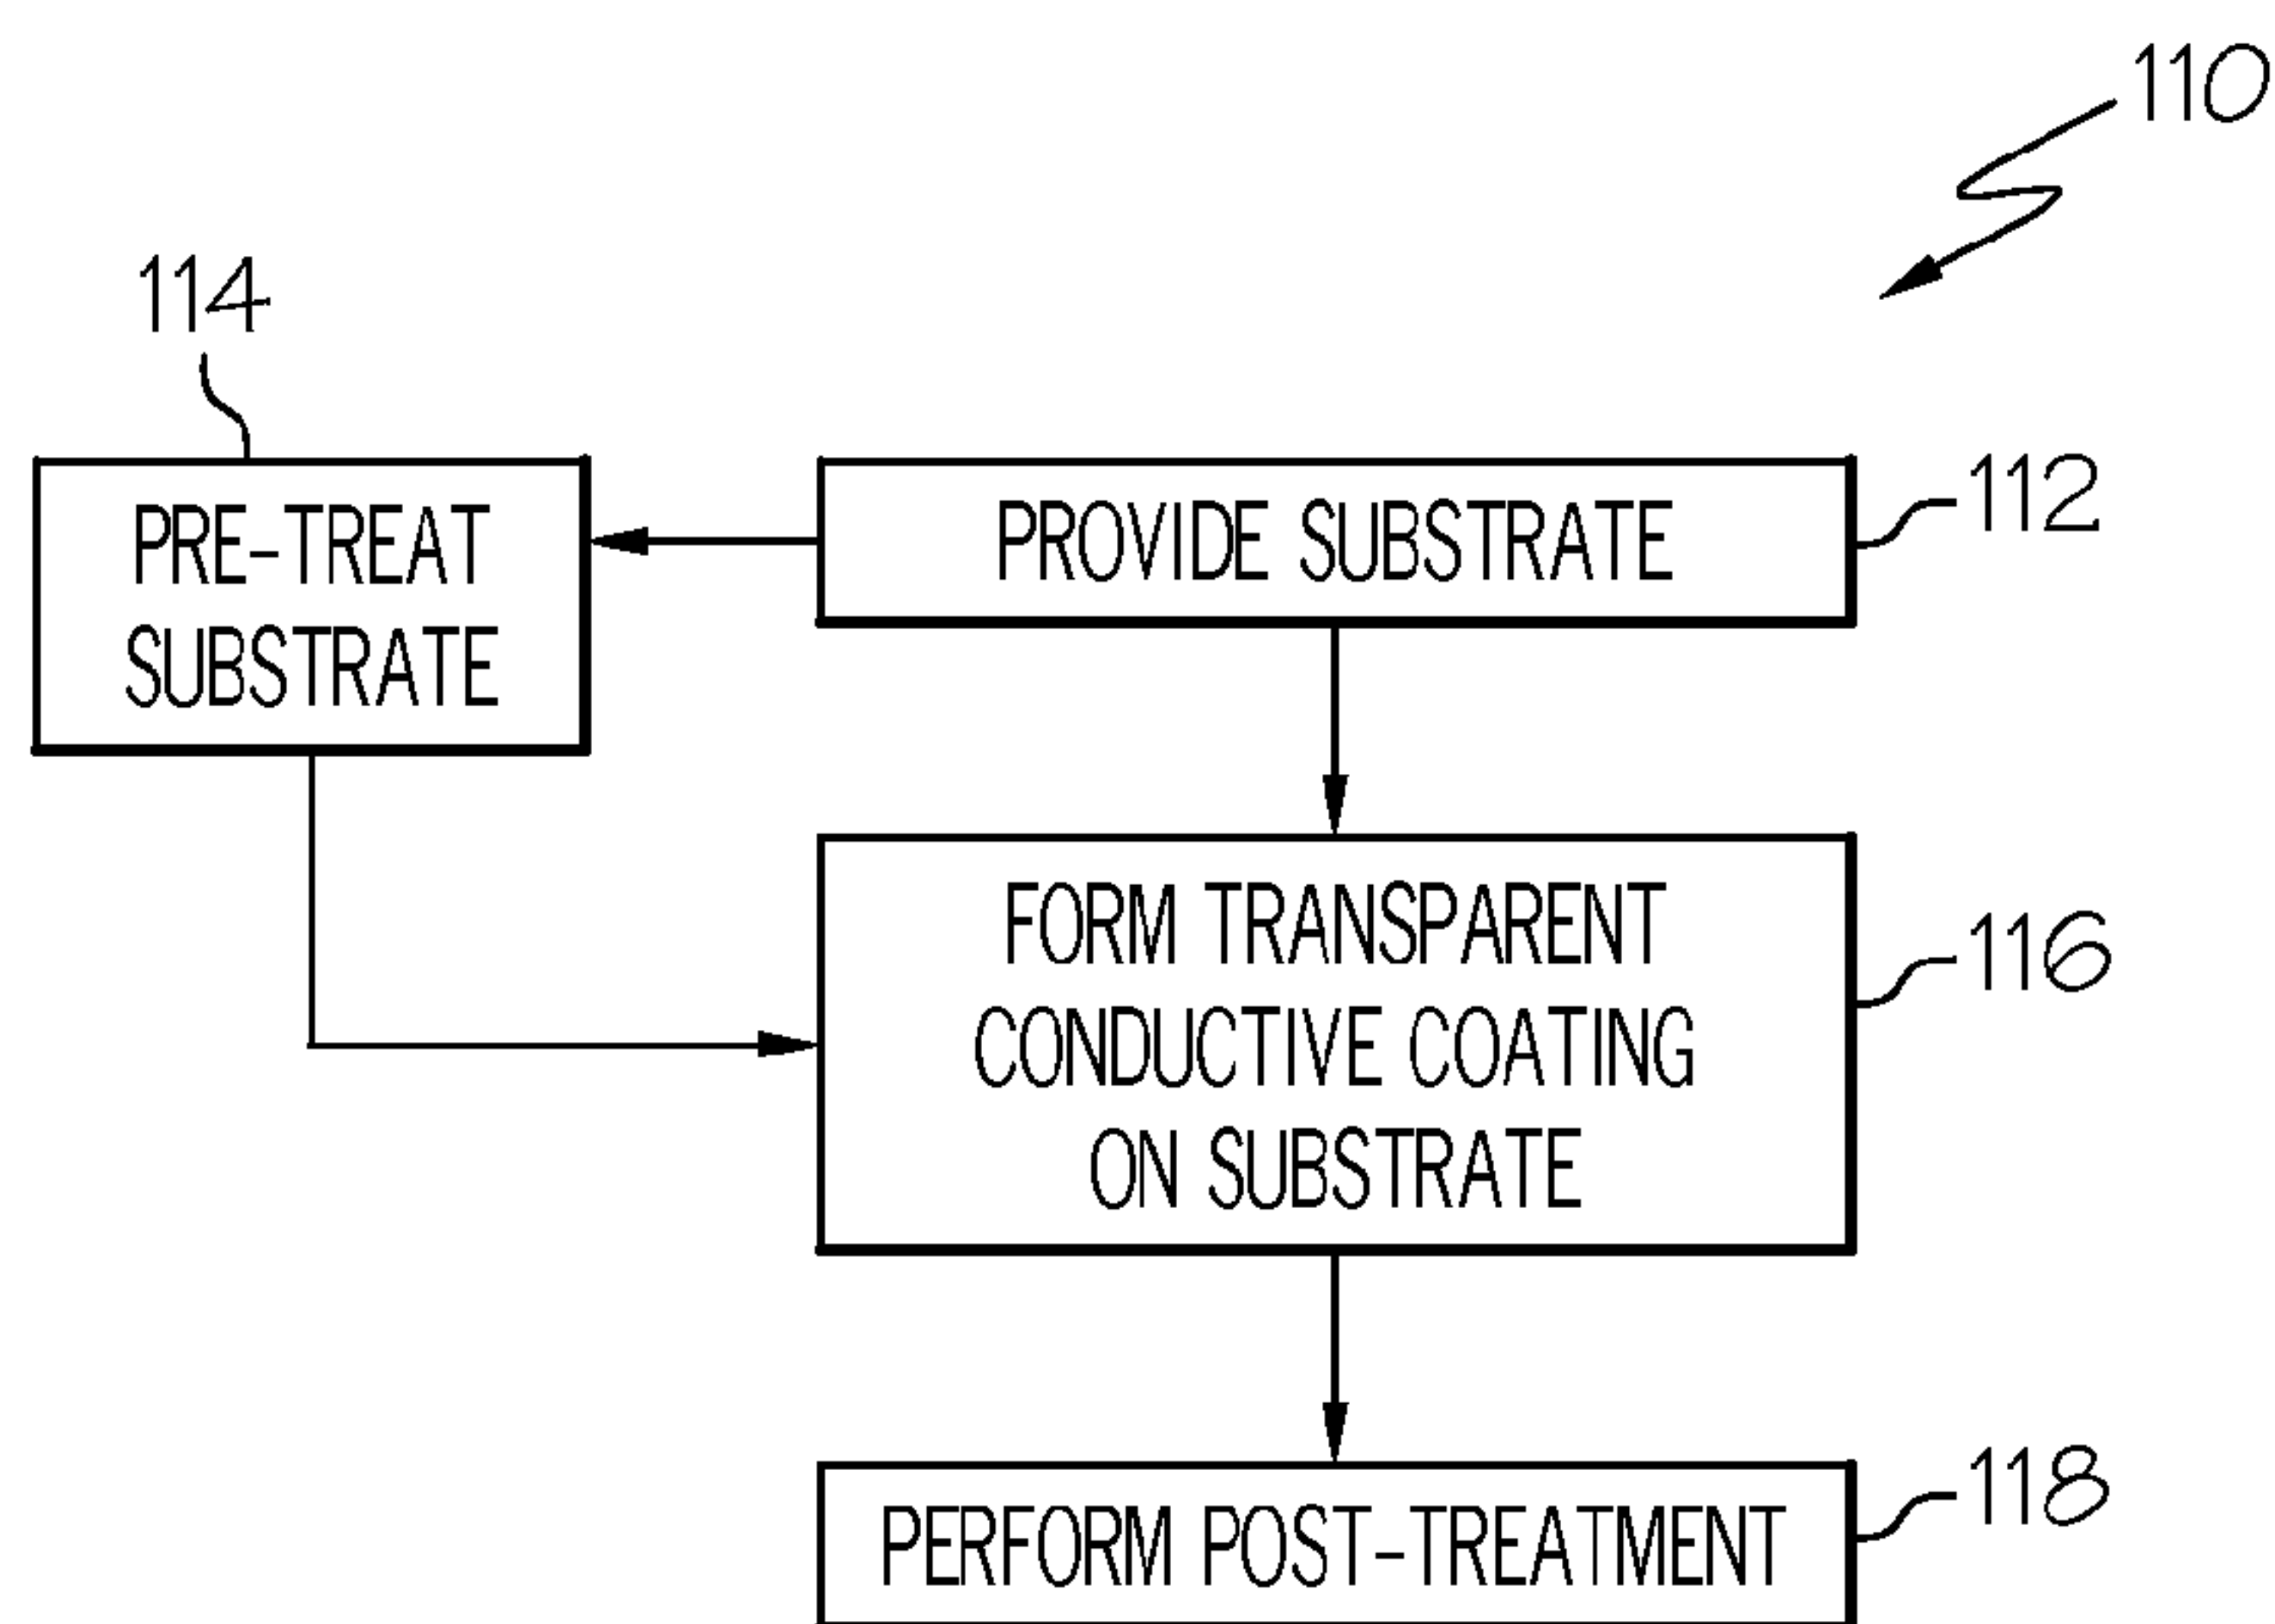 110
114
PRE-TREAT
SUBSTRATE
PROVIDE SUBSTRATE
112
FORM TRANSPARENT
CONDUCTIVE COATING
ON SUBSTRATE
116
PERFORM POST-TREATMENT
118